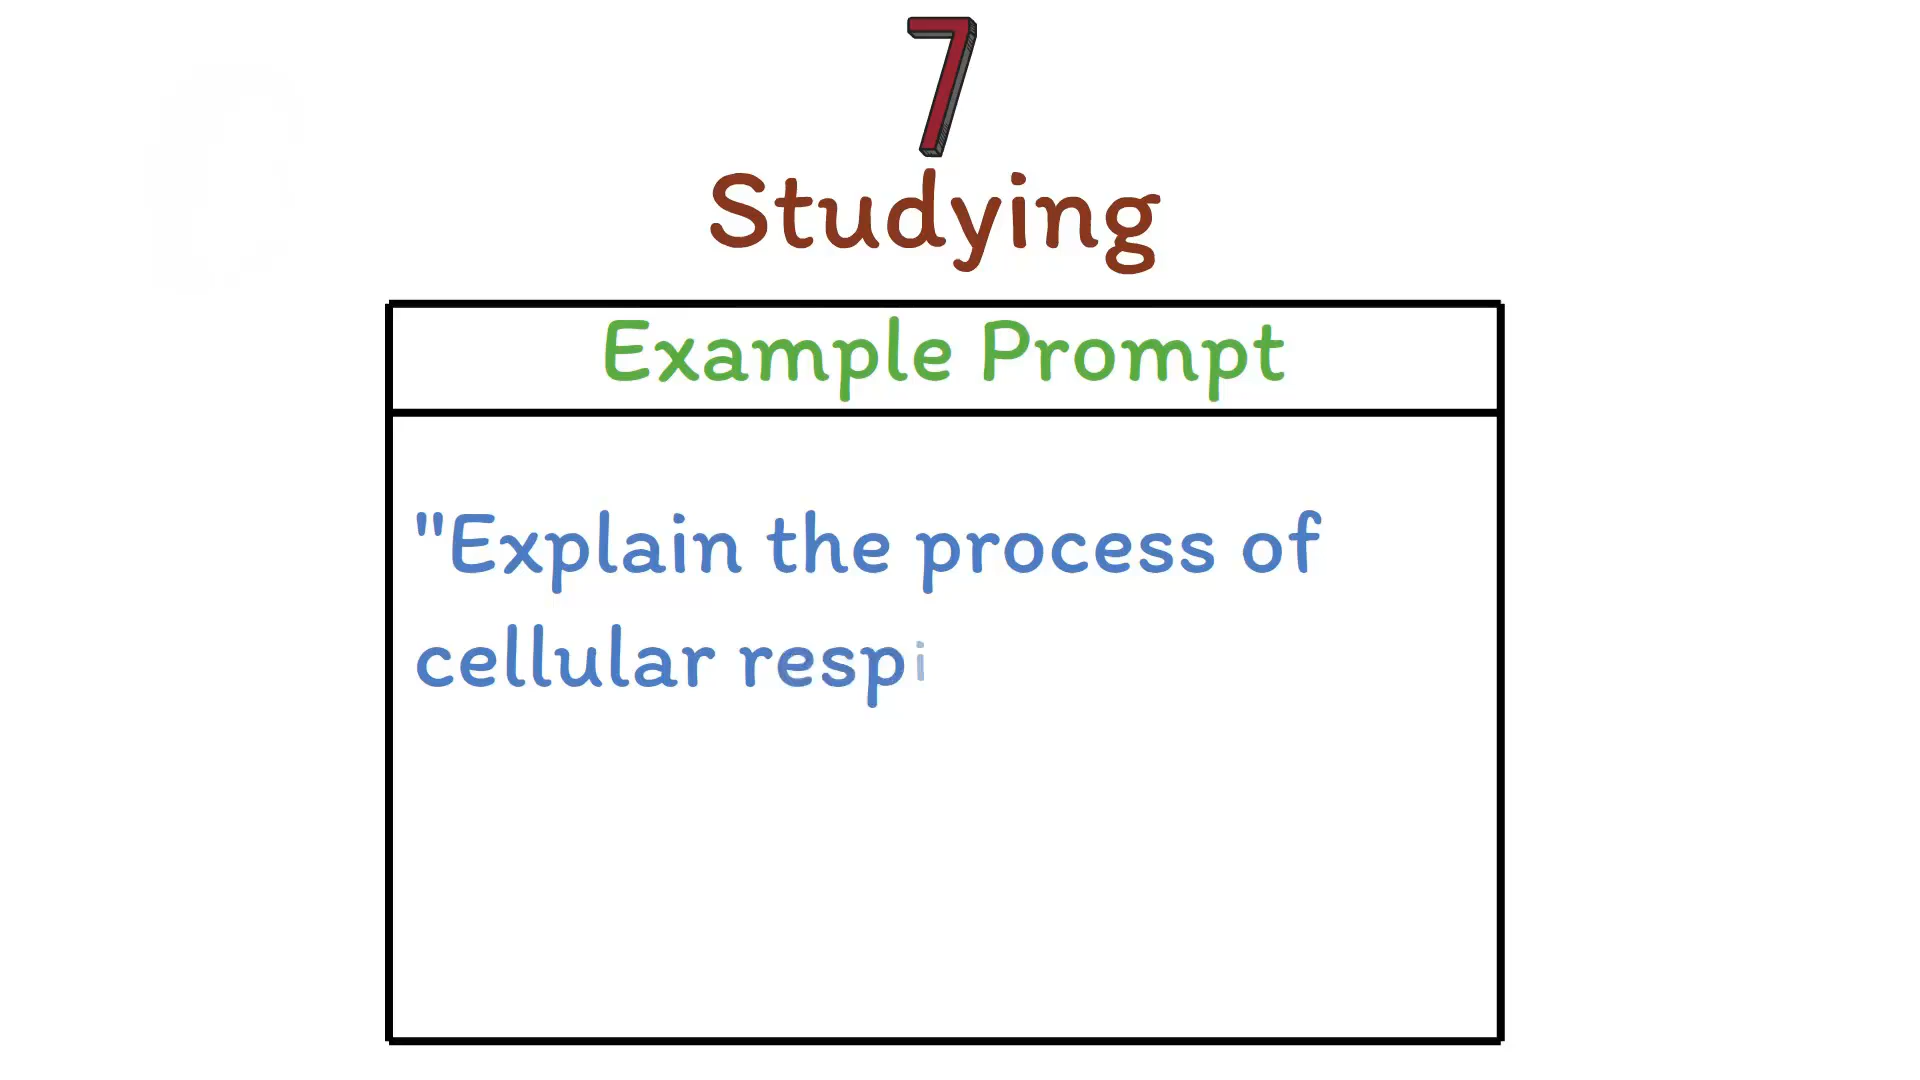 7
Studying
Example Prompt
"Explain the process of
cellular respi